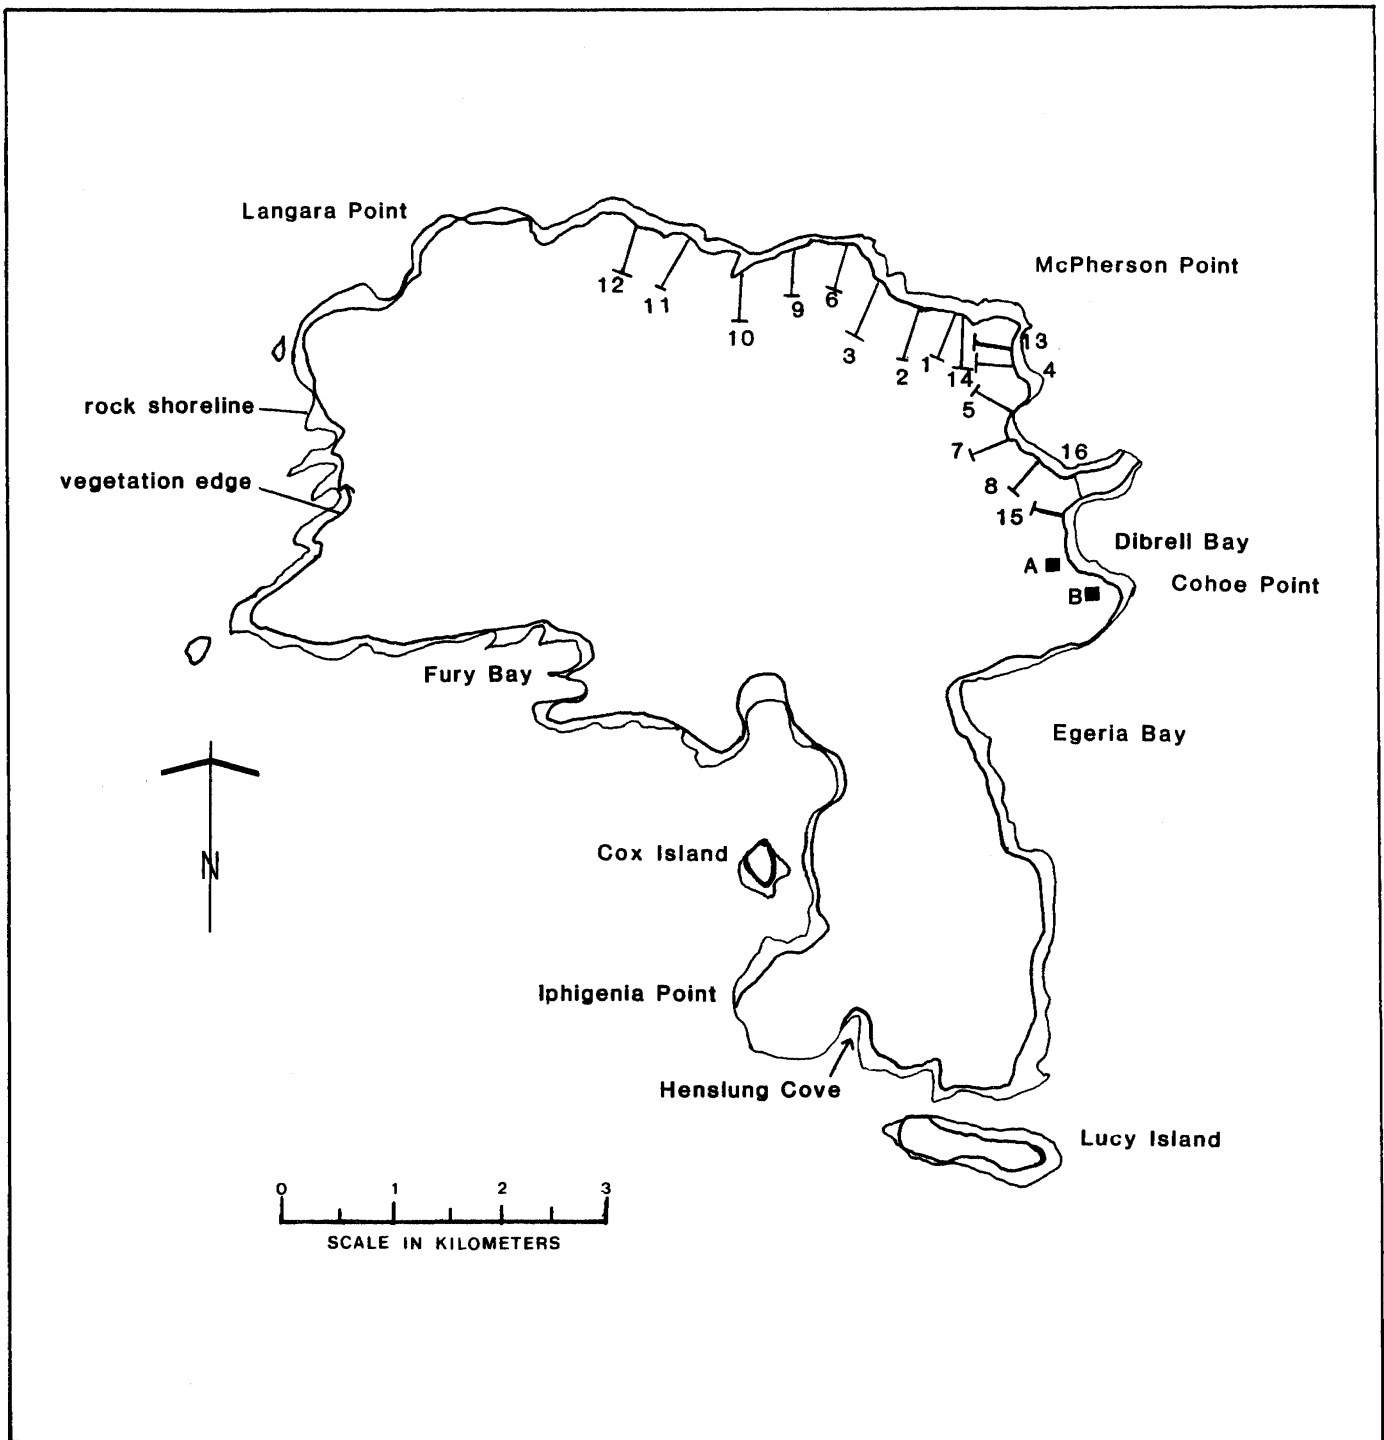 Langara Point
McPherson Point
12
11
10
9
6
3
2
1
14
13
4
5
7
8
16
15
rock shoreline
vegetation edge
Dibrell Bay
A
Cohoe Point
B
Fury Bay
Egeria Bay
N
Cox Island
Iphigenia Point
Henslung Cove
Lucy Island
0 1 2 3
SCALE IN KILOMETERS